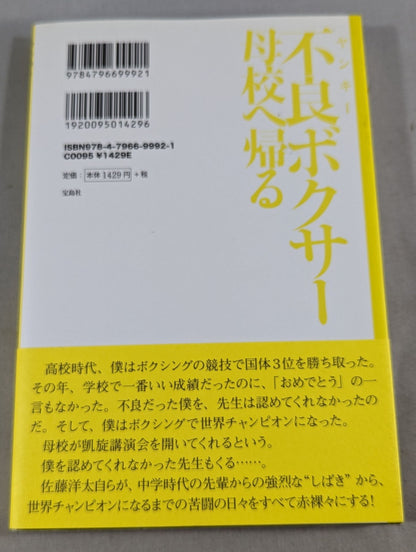 不良ボクサー
ヤンキー
母校へ帰る
9784796699921
1920095014296
ISBN978-4-7966-9992-1
C0095 ¥1429E
定価:本体1429円+税
宝島社
高校時代、僕はボクシングの競技で国体3位を勝ち取った。
その年、学校で一番いい成績だったのに、「おめでとう」の一
言もなかった。不良だった僕を、先生は認めてくれなかったの
だ。そして、僕はボクシングで世界チャンピオンになった。
母校が凱旋講演会を開いてくれるという。
僕を認めてくれなかった先生もくる……。
佐藤洋太自らが、中学時代の先輩からの強烈な“しばき”から、
世界チャンピオンになるまでの苦闘の日々をすべて赤裸々にする!